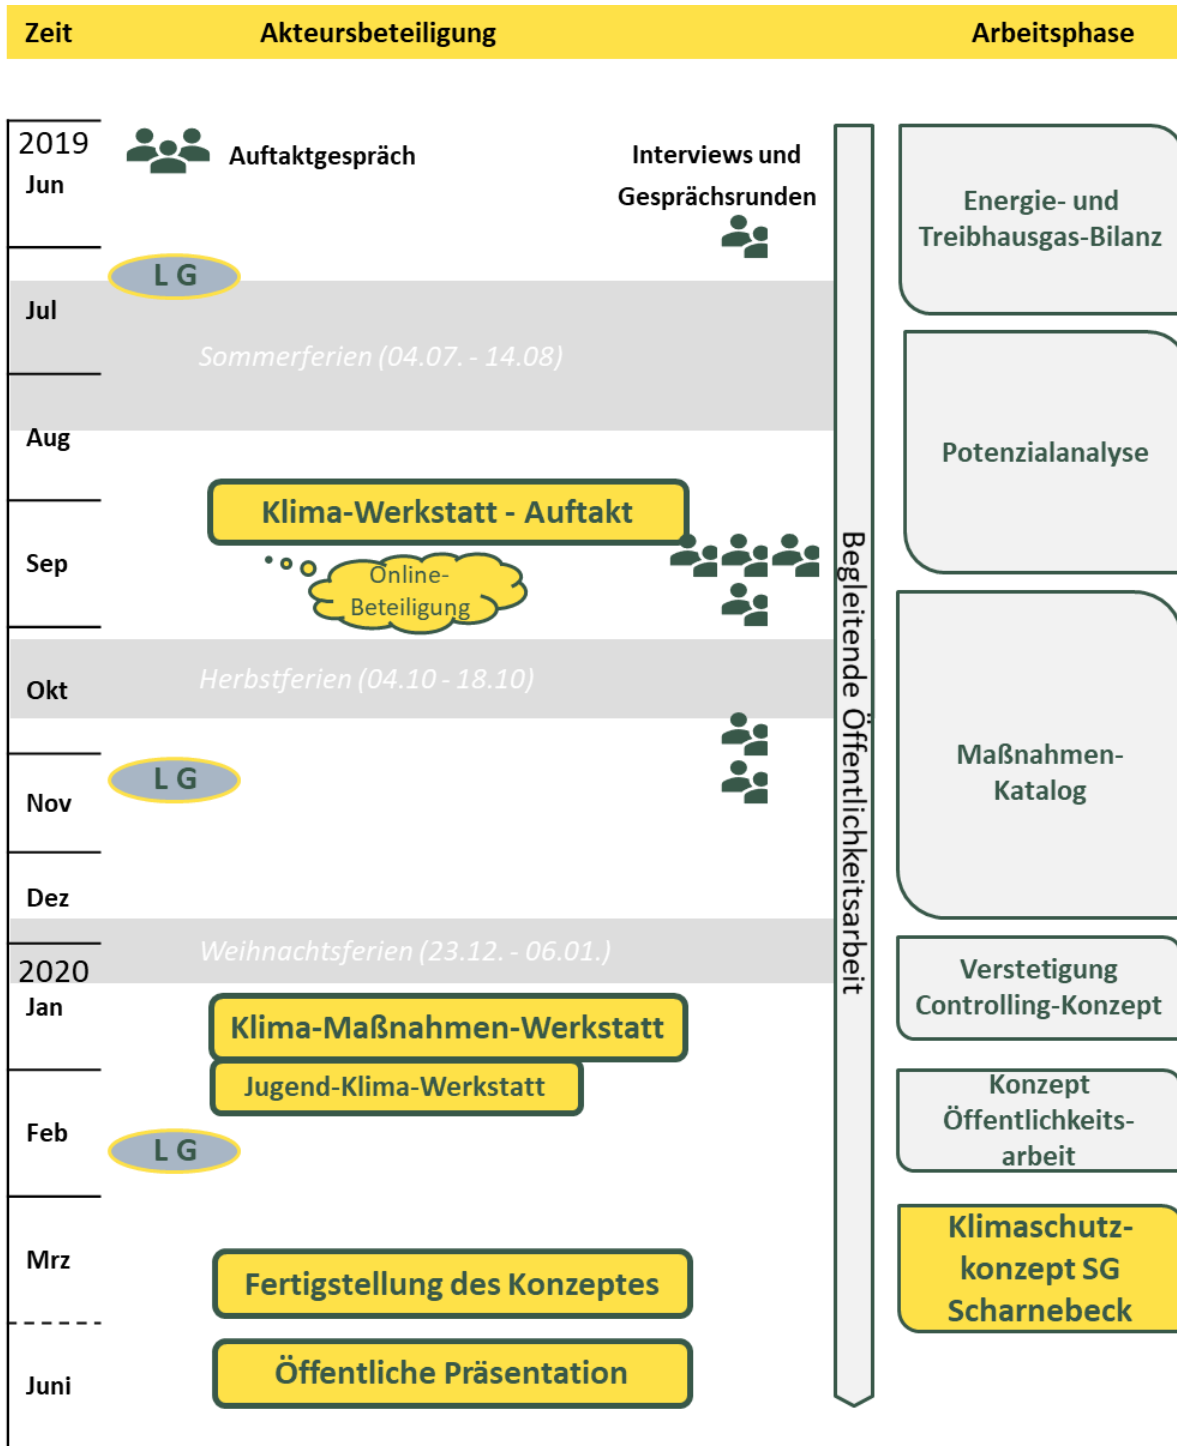 Zeit Akteursbeteiligung Arbeitsphase
2019
Jun
Auftaktgespräch
Interviews und
Gesprächsrunden
Energie- und
Treibhausgas-Bilanz
L G
Jul
Sommerferien (04.07. - 14.08)
Aug
Potenzialanalyse
Klima-Werkstatt - Auftakt
Sep
Online-
Beteiligung
Begleitende Öffentlichkeitsarbeit
Okt
Herbstferien (04.10 - 18.10)
Maßnahmen-
Katalog
L G
Nov
Dez
Weihnachtsferien (23.12. - 06.01.)
Verstetigung
Controlling-Konzept
2020
Jan
Klima-Maßnahmen-Werkstatt
Jugend-Klima-Werkstatt
Konzept
Öffentlichkeits-
arbeit
Feb
L G
Mrz
Fertigstellung des Konzeptes
Klimaschutz-
konzept SG
Scharnebeck
Juni
Öffentliche Präsentation